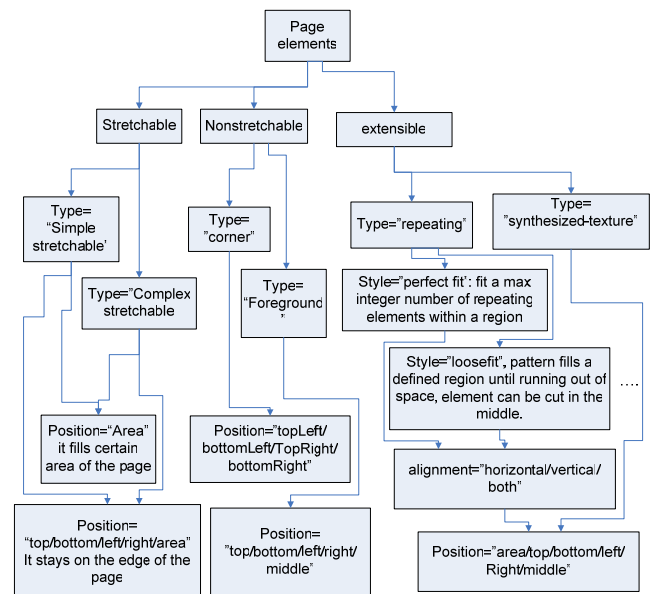 Page
elements
Stretchable
Nonstretchable
extensible
Type=
“Simple
stretchable’
Type=
”corner”
Type=”repeating”
Type=
”synthesized-texture”
Type=”Complex
stretchable
Type=
“Foreground
”
Style=”perfect fit’: fit a max
integer number of repeating
elements within a region
Style=”loosefit”, pattern fills a
defined region until running out of
space, element can be cut in the
middle.
....
Position=“Area”
it fills certain
area of the page
Position=”topLeft/
bottomLeft/TopRight/
bottomRight”
alignment=”horizontal/vertical/
both”
Position=
“top/bottom/left/right/area”
It stays on the edge of the
page
Position=
”top/bottom/left/right/
middle”
Position=”area/top/bottom/left/
Right/middle”